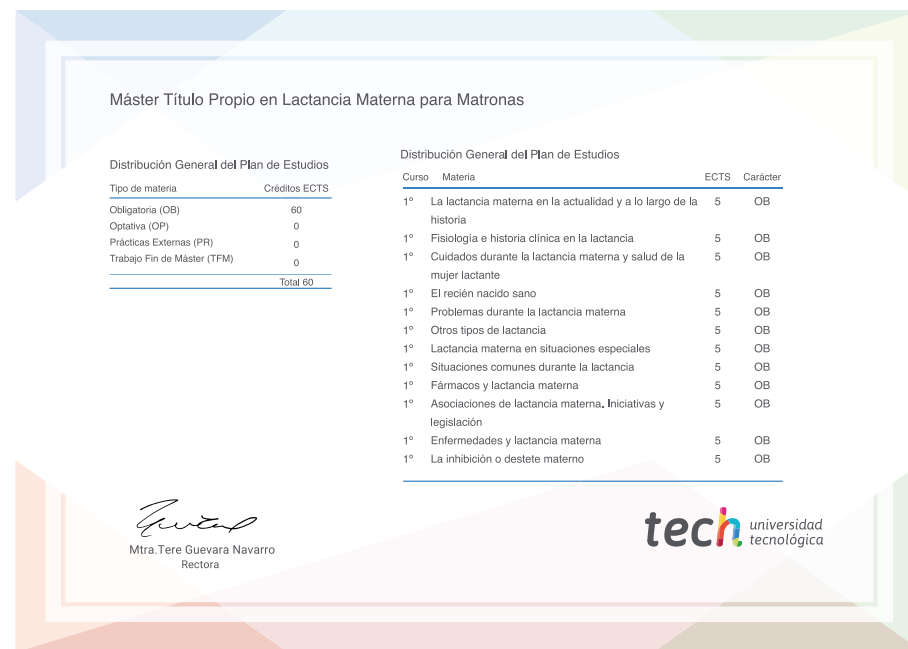 Máster Título Propio en Lactancia Materna para Matronas
Distribución General del Plan de Estudios
Tipo de materia Créditos ECTS
Obligatoria (OB) 60
Optativa (OP) 0
Prácticas Externas (PR) 0
Trabajo Fin de Máster (TFM) 0
Total 60
Distribución General del Plan de Estudios
Curso Materia ECTS Carácter
1º La lactancia materna en la actualidad y a lo largo de la 5 OB
historia
1º Fisiología e historia clínica en la lactancia 5 OB
1º Cuidados durante la lactancia materna y salud de la 5 OB
mujer lactante
1º El recién nacido sano 5 OB
1º Problemas durante la lactancia materna 5 OB
1º Otros tipos de lactancia 5 OB
1º Lactancia materna en situaciones especiales 5 OB
1º Situaciones comunes durante la lactancia 5 OB
1º Fármacos y lactancia materna 5 OB
1º Asociaciones de lactancia materna. Iniciativas y 5 OB
legislación
1º Enfermedades y lactancia materna 5 OB
1º La inhibición o destete materno 5 OB
Mtra.Tere Guevara Navarro
Rectora
tech universidad
tecnológica